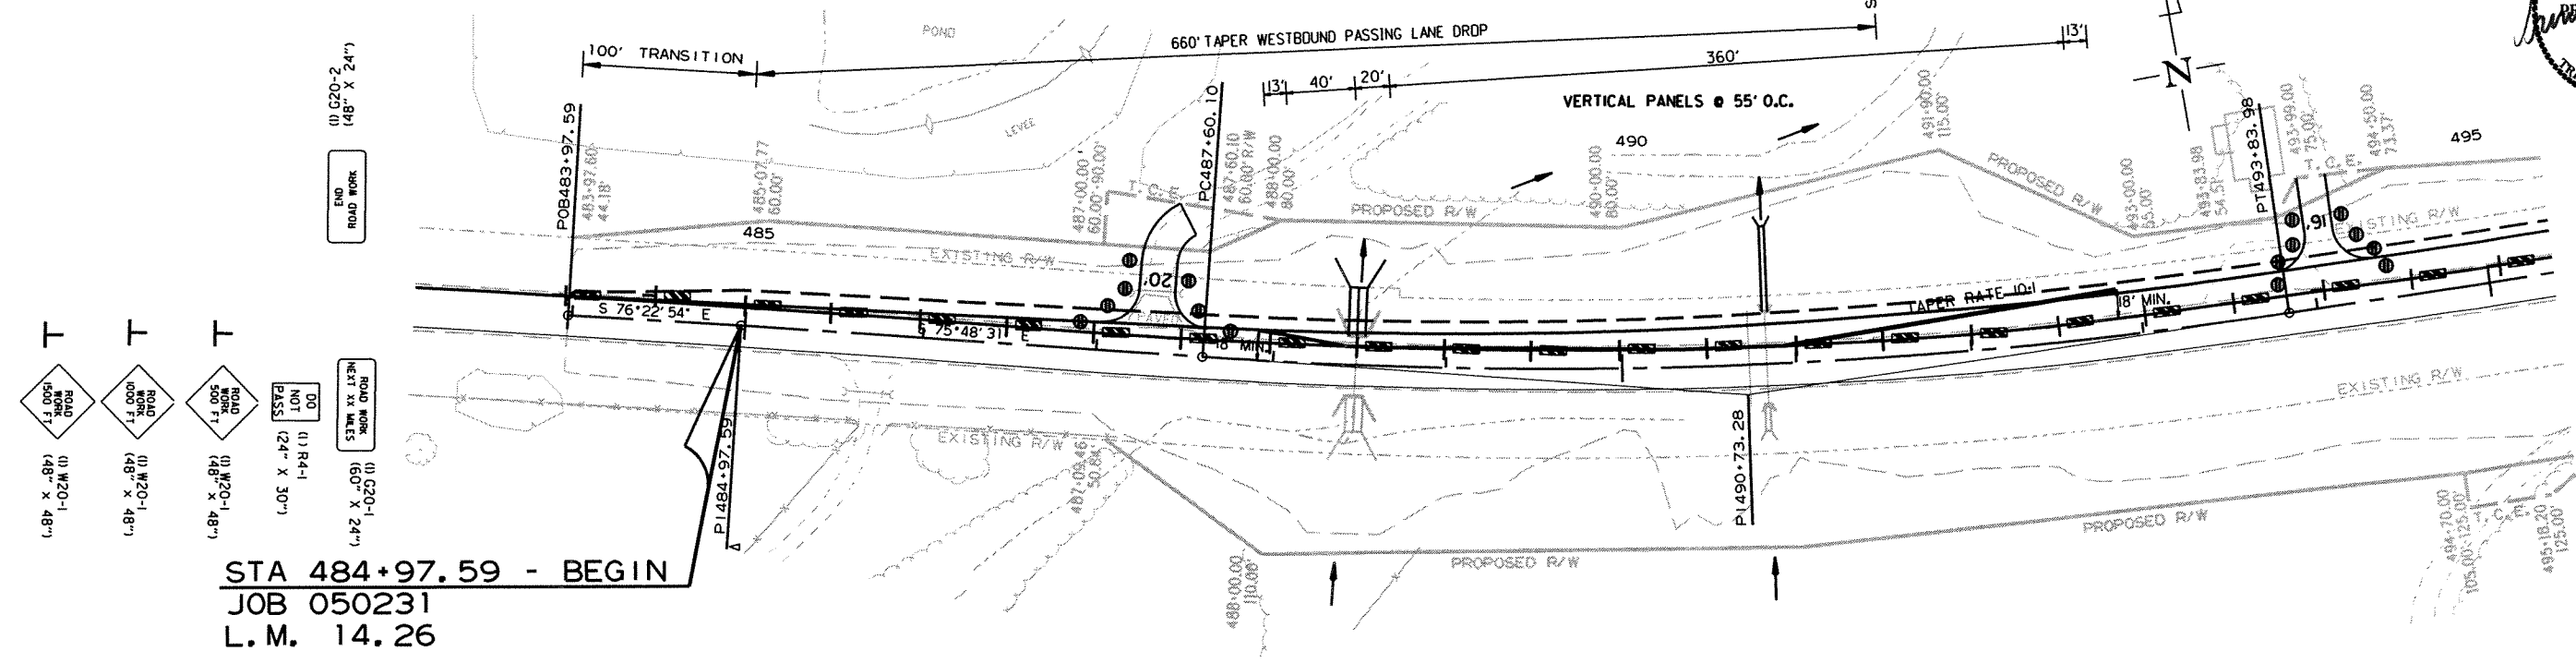 (1) G20-2
(48" X 24")
END
ROAD WORK
100' TRANSITION
660' TAPER WESTBOUND PASSING LANE DROP
13'
40'
20'
360'
13'
VERTICAL PANELS @ 55' O.C.
POND
LEVEE
N
POB483+97.59
483+97.60
44.18'
485+07.77
60.00'
487+00.00
60.00'-90.00'
T.C.E.
PC487+60.10
487+60.10
60.00' R/W
488+00.00
80.00'
PROPOSED R/W
490+00.00
80.00'
490
491+90.00
115.00'
PROPOSED R/W
493+00.00
55.00'
493+83.98
54.51'
PT493+83.98
493+99.00
75.00'
T.C.E.
494+50.00
73.37'
495
485
EXISTING R/W
20'
16'
EXISTING R/W
S 76°22'54" E
S 75°48'31" E
18' MIN.
TAPER RATE 10:1
18' MIN.
ROAD
WORK
1500 FT
(1) W20-1
(48" X 48")
ROAD
WORK
1000 FT
(1) W20-1
(48" X 48")
ROAD
WORK
500 FT
(1) W20-1
(48" X 48")
DO
NOT
PASS
(1) R4-1
(24" X 30")
ROAD WORK
NEXT XX MILES
(1) G20-1
(60" X 24")
PI484+97.59
EXISTING R/W
487+09.46
50.84'
488+00.00
110.00'
PROPOSED R/W
PI490+73.28
EXISTING R/W
PROPOSED R/W
494+70.00
105.00'-125.00'
T.C.E.
495+18.20
125.00'
STA 484+97.59 - BEGIN
JOB 050231
L.M. 14.26